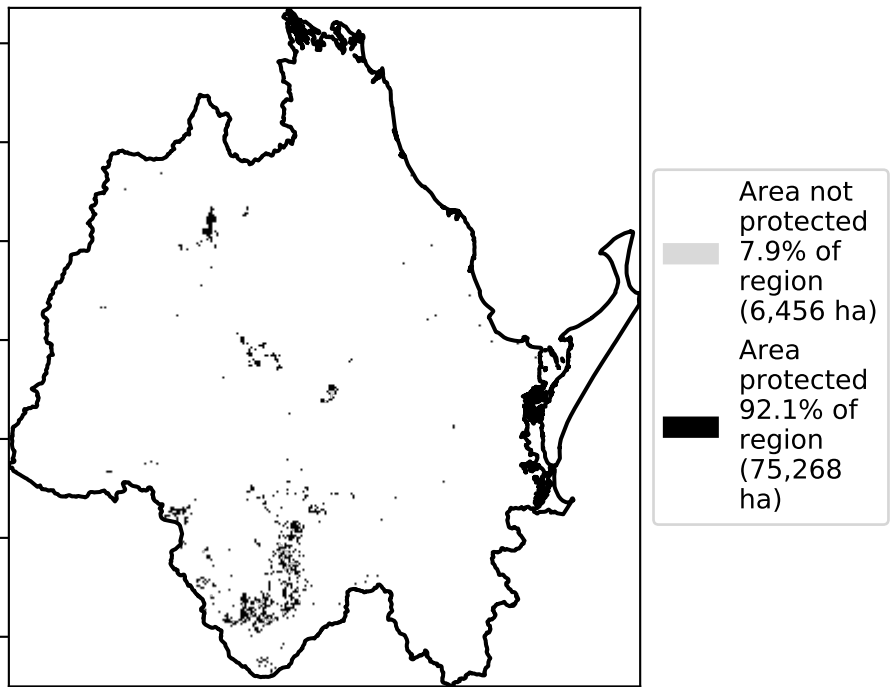 Area not
protected
7.9% of
region
(6,456 ha)
Area
protected
92.1% of
region
(75,268
ha)